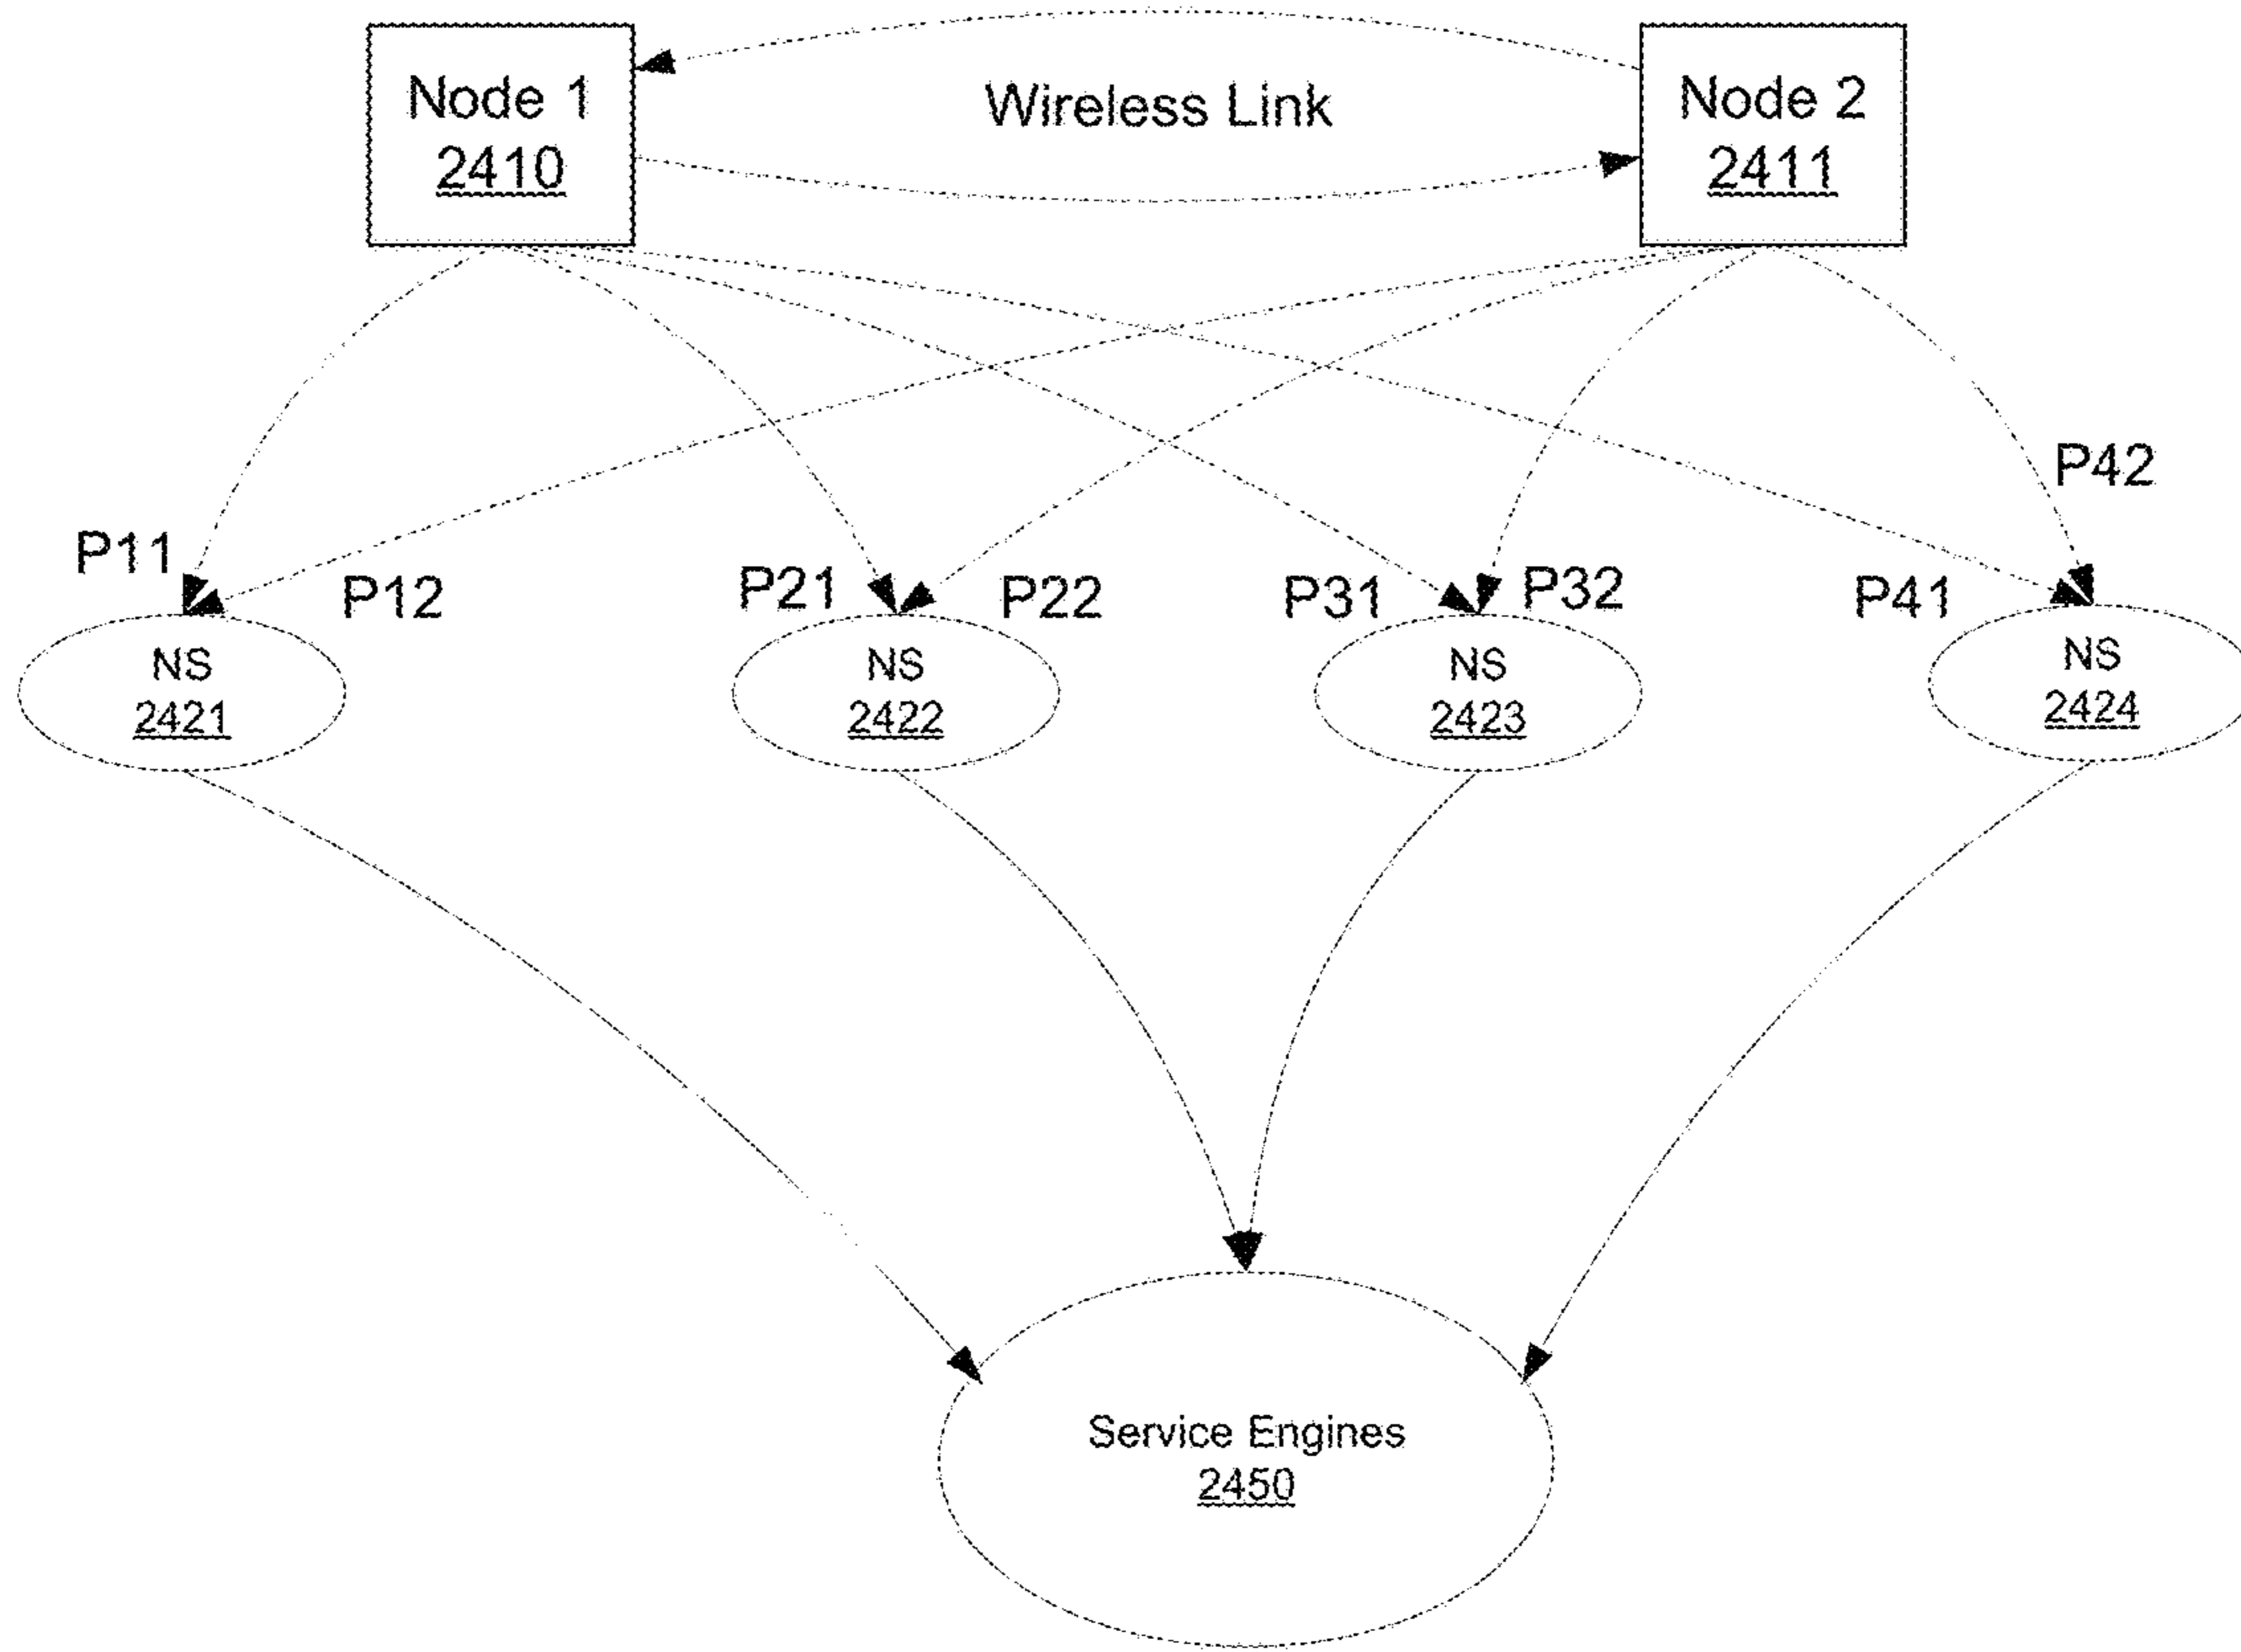 Node 1
2410
Wireless Link
Node 2
2411
P42
P11
P12
P21
P22
P31
P32
P41
NS
2421
NS
2422
NS
2423
NS
2424
Service Engines
2450